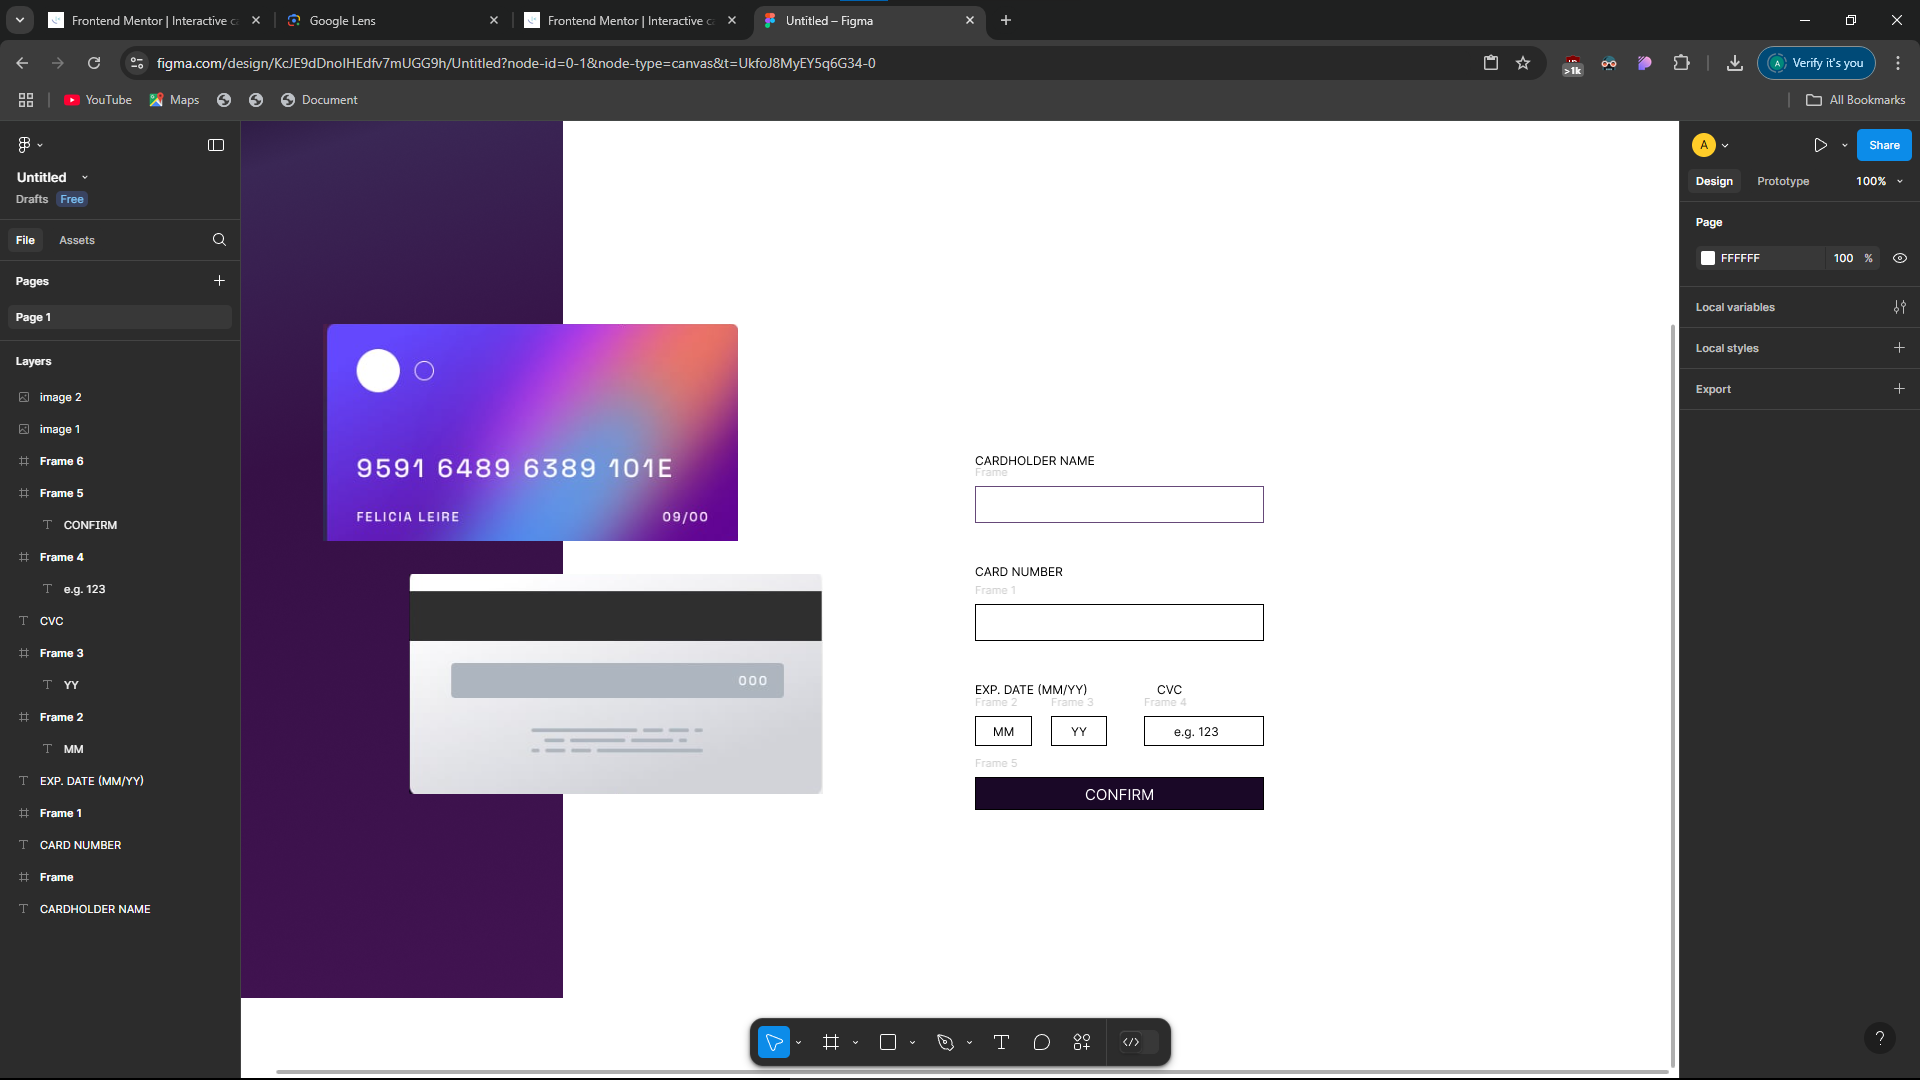 Frontend Mentor | Interactive ca
Google Lens
Frontend Mentor | Interactive ca
Untitled – Figma
figma.com/design/KcJE9dDnoIHEdfv7mUGG9h/Untitled?node-id=0-1&node-type=canvas&t=UkfoJ8MyEY5q6G34-0
>1k
A
Verify it's you
YouTube
Maps
Document
All Bookmarks
Untitled
Drafts
Free
File
Assets
Pages
Page 1
Layers
image 2
image 1
Frame 6
Frame 5
CONFIRM
Frame 4
e.g. 123
CVC
Frame 3
YY
Frame 2
MM
EXP. DATE (MM/YY)
Frame 1
CARD NUMBER
Frame
CARDHOLDER NAME
9591 6489 6389 101E
FELICIA LEIRE
09/00
000
CARDHOLDER NAME
Frame
CARD NUMBER
Frame 1
EXP. DATE (MM/YY)
CVC
Frame 2
Frame 3
Frame 4
MM
YY
e.g. 123
Frame 5
CONFIRM
A
Share
Design
Prototype
100%
Page
FFFFFF
100 %
Local variables
Local styles
Export
?